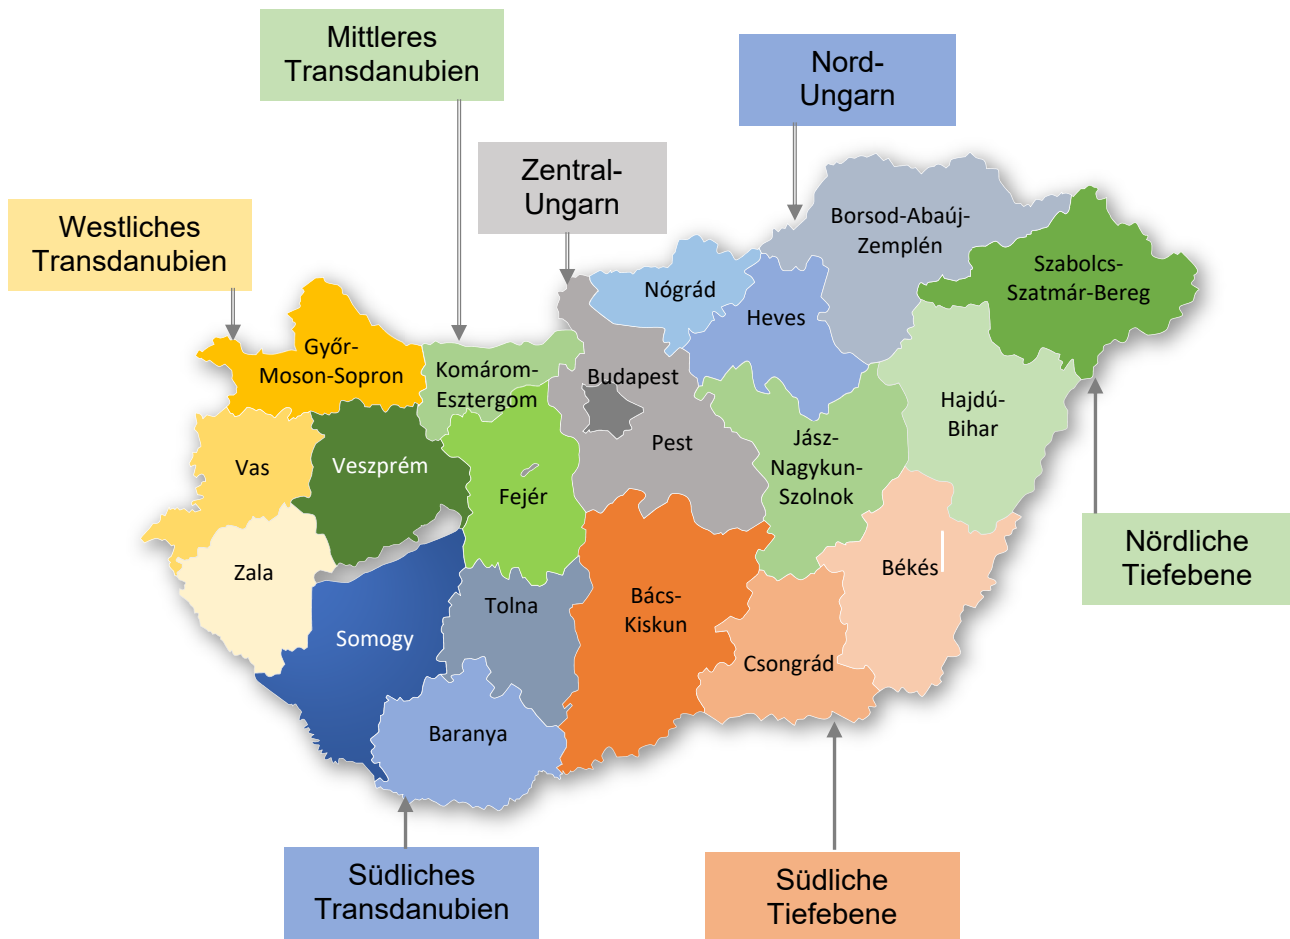 Mittleres
Transdanubien
Nord-
Ungarn
Zentral-
Ungarn
Westliches
Transdanubien
Borsod-Abaúj-
Zemplén
Szabolcs-
Szatmár-Bereg
Nógrád
Heves
Győr-
Moson-Sopron
Komárom-
Esztergom
Budapest
Hajdú-
Bihar
Pest
Jász-
Nagykun-
Szolnok
Vas
Veszprém
Fejér
Zala
Békés
Tolna
Bács-
Kiskun
Somogy
Csongrád
Baranya
Nördliche
Tiefebene
Südliches
Transdanubien
Südliche
Tiefebene